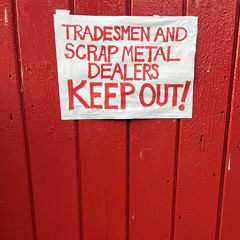 TRADESMEN AND
SCRAP METAL
DEALERS
KEEP OUT!